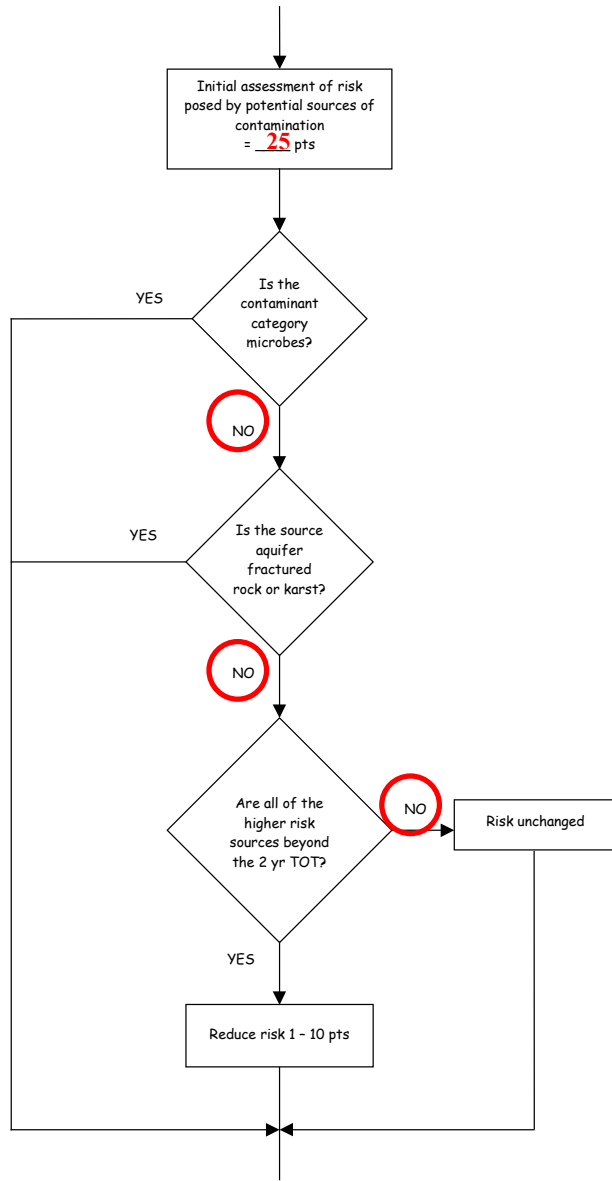 Initial assessment of risk
posed by potential sources of
contamination
= __25__ pts
Is the
contaminant
category
microbes?
YES
NO
Is the source
aquifer
fractured
rock or karst?
YES
NO
Are all of the
higher risk
sources beyond
the 2 yr TOT?
NO
Risk unchanged
YES
Reduce risk 1 – 10 pts